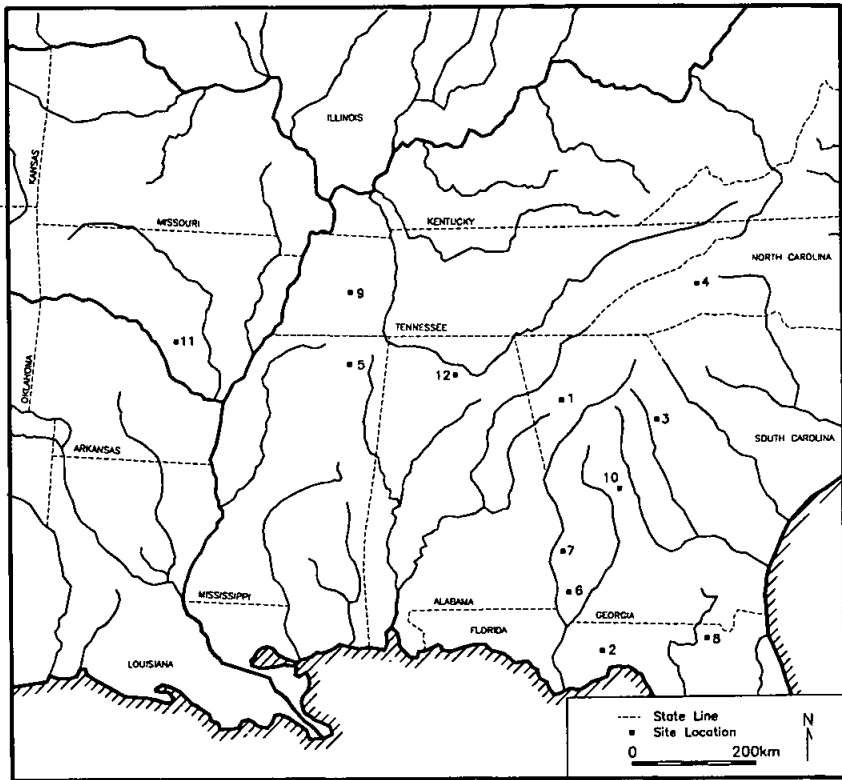 ILLINOIS
KANSAS
MISSOURI
KENTUCKY
NORTH CAROLINA
4
9
TENNESSEE
11
5
12
OKLAHOMA
1
3
SOUTH CAROLINA
ARKANSAS
10
7
6
MISSISSIPPI
ALABAMA
GEORGIA
FLORIDA
8
2
LOUISIANA
State Line
Site Location
N
0 200km